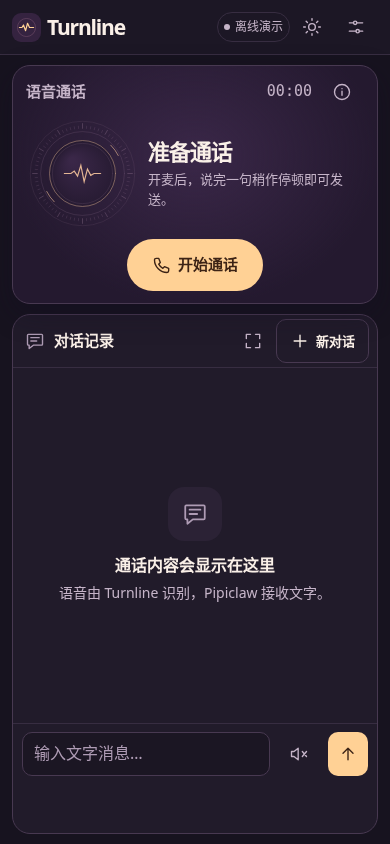 Turnline
离线演示
语音通话
00:00
准备通话
开麦后，说完一句稍作停顿即可发
送。
开始通话
对话记录
新对话
通话内容会显示在这里
语音由 Turnline 识别，Pipiclaw 接收文字。
输入文字消息...